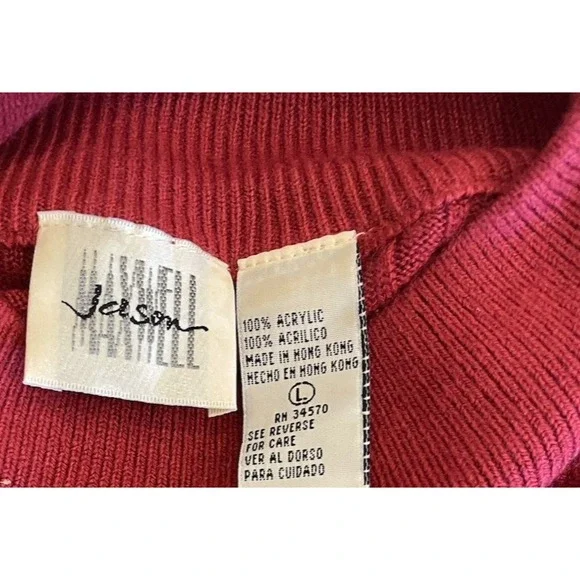 MAXWELL
Jason
100% ACRYLIC
100% ACRILICO
MADE IN HONG KONG
HECHO EN HONG KONG
L
RN 34570
SEE REVERSE
FOR CARE
VER AL DORSO
PARA CUIDADO